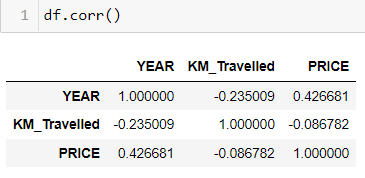 1 df.corr()
YEAR KM_Travelled PRICE
YEAR 1.000000 -0.235009 0.426681
KM_Travelled -0.235009 1.000000 -0.086782
PRICE 0.426681 -0.086782 1.000000